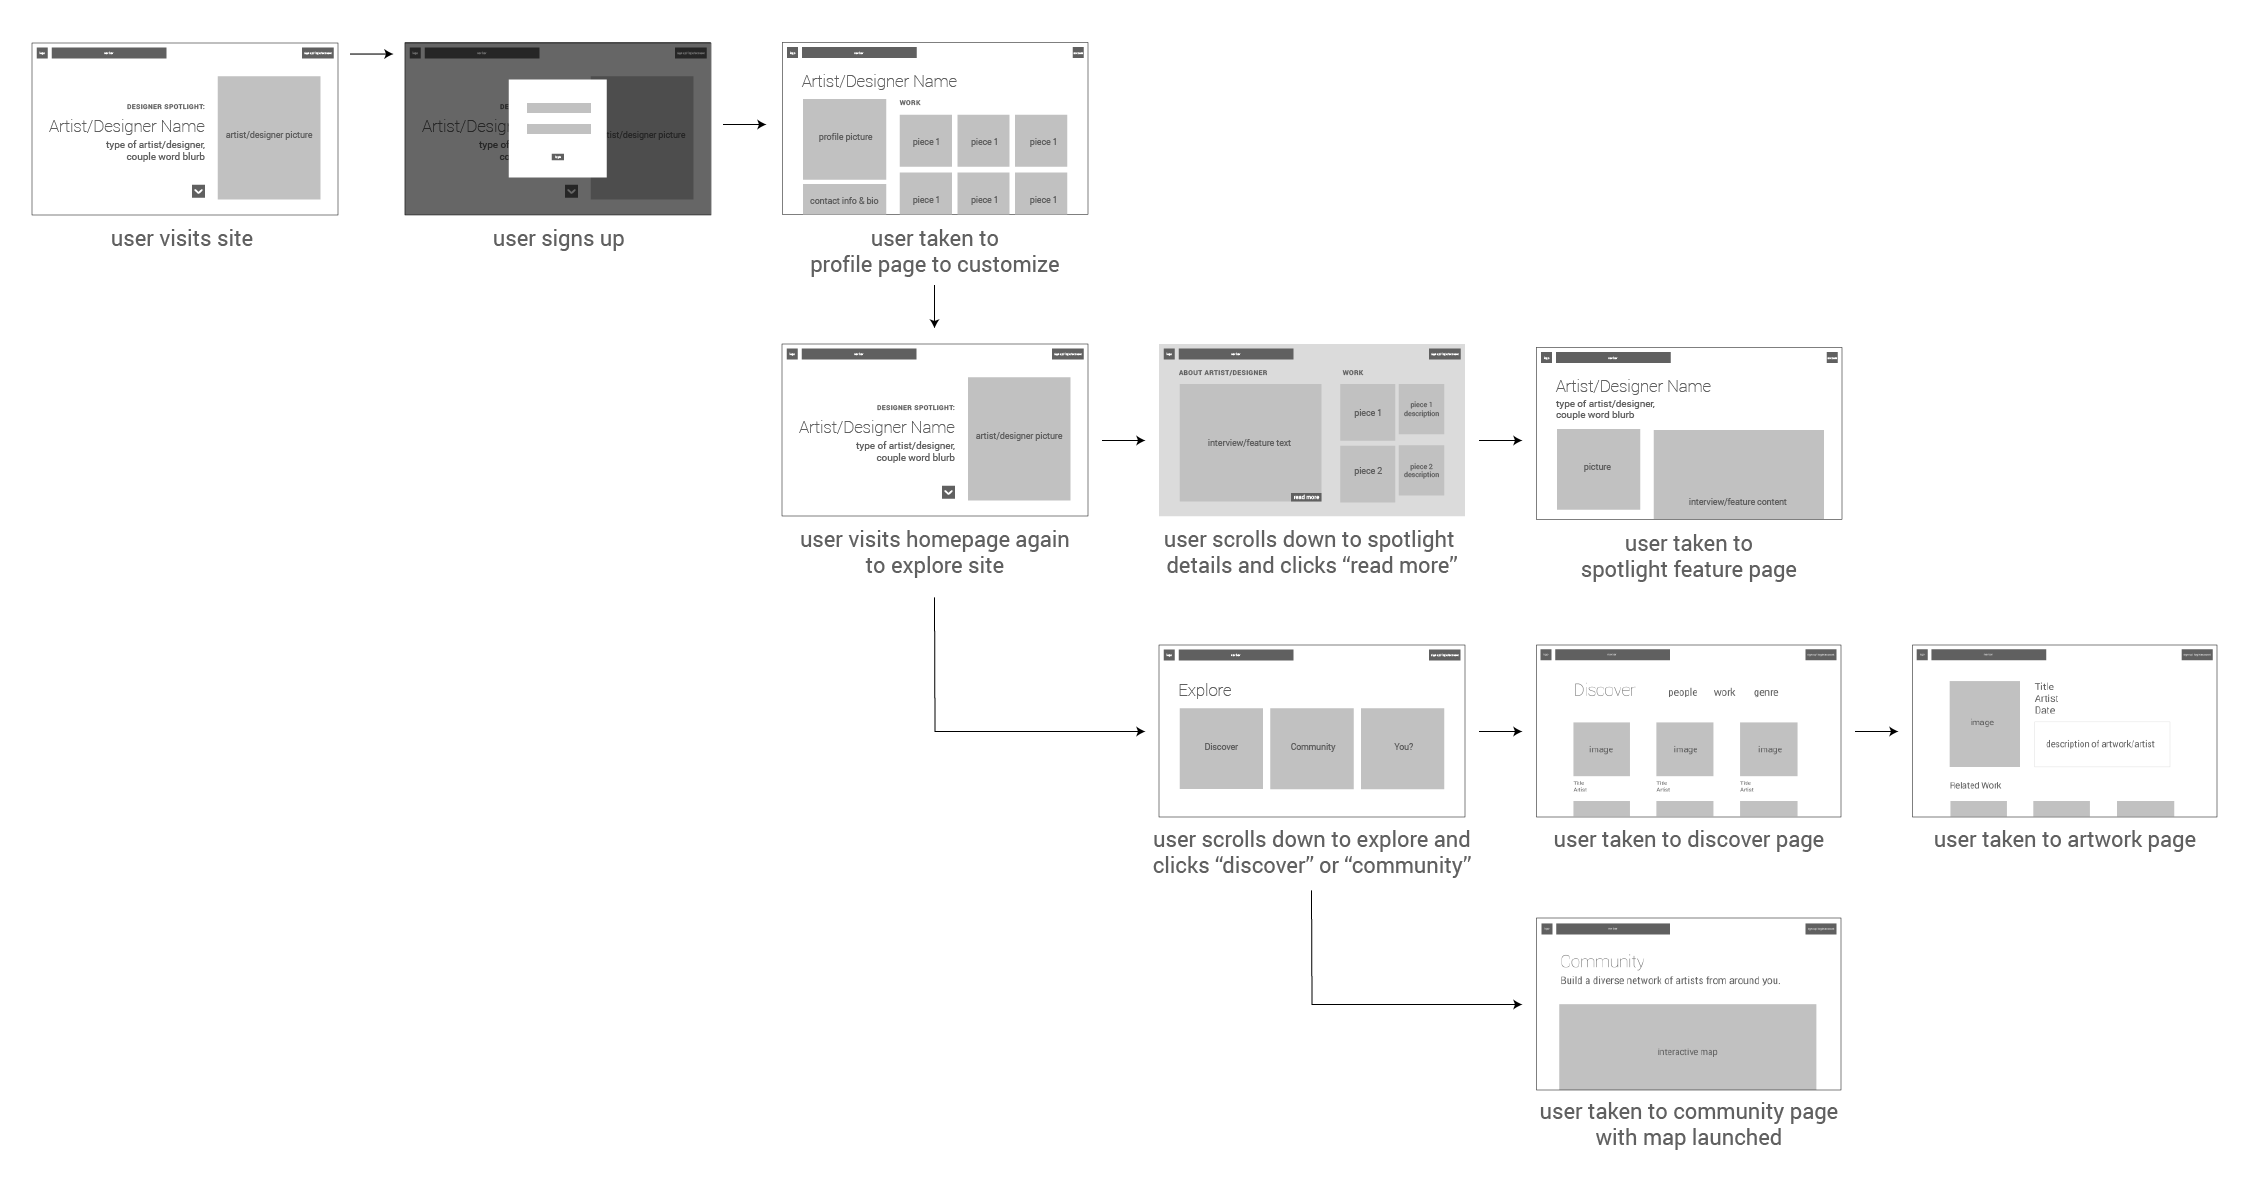 DESIGNER SPOTLIGHT:
Artist/Designer Name
type of artist/designer,
couple word blurb
artist/designer picture
user visits site
DE
Artist/Desig
type of
co
tist/designer picture
user signs up
Artist/Designer Name
WORK
profile picture
piece 1
piece 1
piece 1
contact info & bio
piece 1
piece 1
piece 1
user taken to
profile page to customize
DESIGNER SPOTLIGHT:
Artist/Designer Name
type of artist/designer,
couple word blurb
artist/designer picture
user visits homepage again
to explore site
ABOUT ARTIST/DESIGNER
WORK
interview/feature text
read more
piece 1
piece 1
description
piece 2
piece 2
description
user scrolls down to spotlight
details and clicks “read more”
Artist/Designer Name
type of artist/designer,
couple word blurb
picture
interview/feature content
user taken to
spotlight feature page
Explore
Discover
Community
You?
user scrolls down to explore and
clicks “discover” or “community”
Discover
people
work
genre
image
image
image
Title
Artist
Title
Artist
Title
Artist
user taken to discover page
image
Title
Artist
Date
description of artwork/artist
Related Work
user taken to artwork page
Community
Build a diverse network of artists from around you.
interactive map
user taken to community page
with map launched